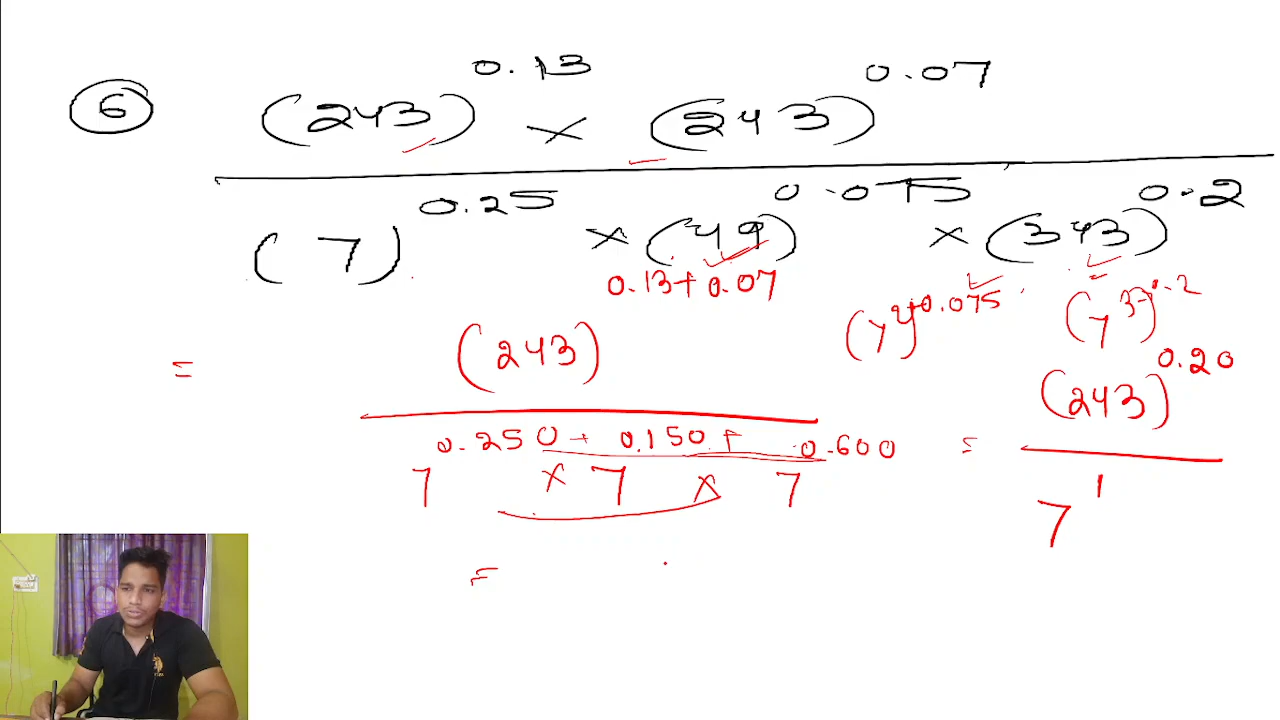 6 (243)^0.13 × (243)^0.07
(7)^0.25 × (49)^0.075 × (343)^0.2
0.13+0.07
(7^2)^0.075 (7^3)^0.2
= (243)
7^0.250 + × 7^0.150 + × 7^0.600
= (243)^0.20
7^1
=